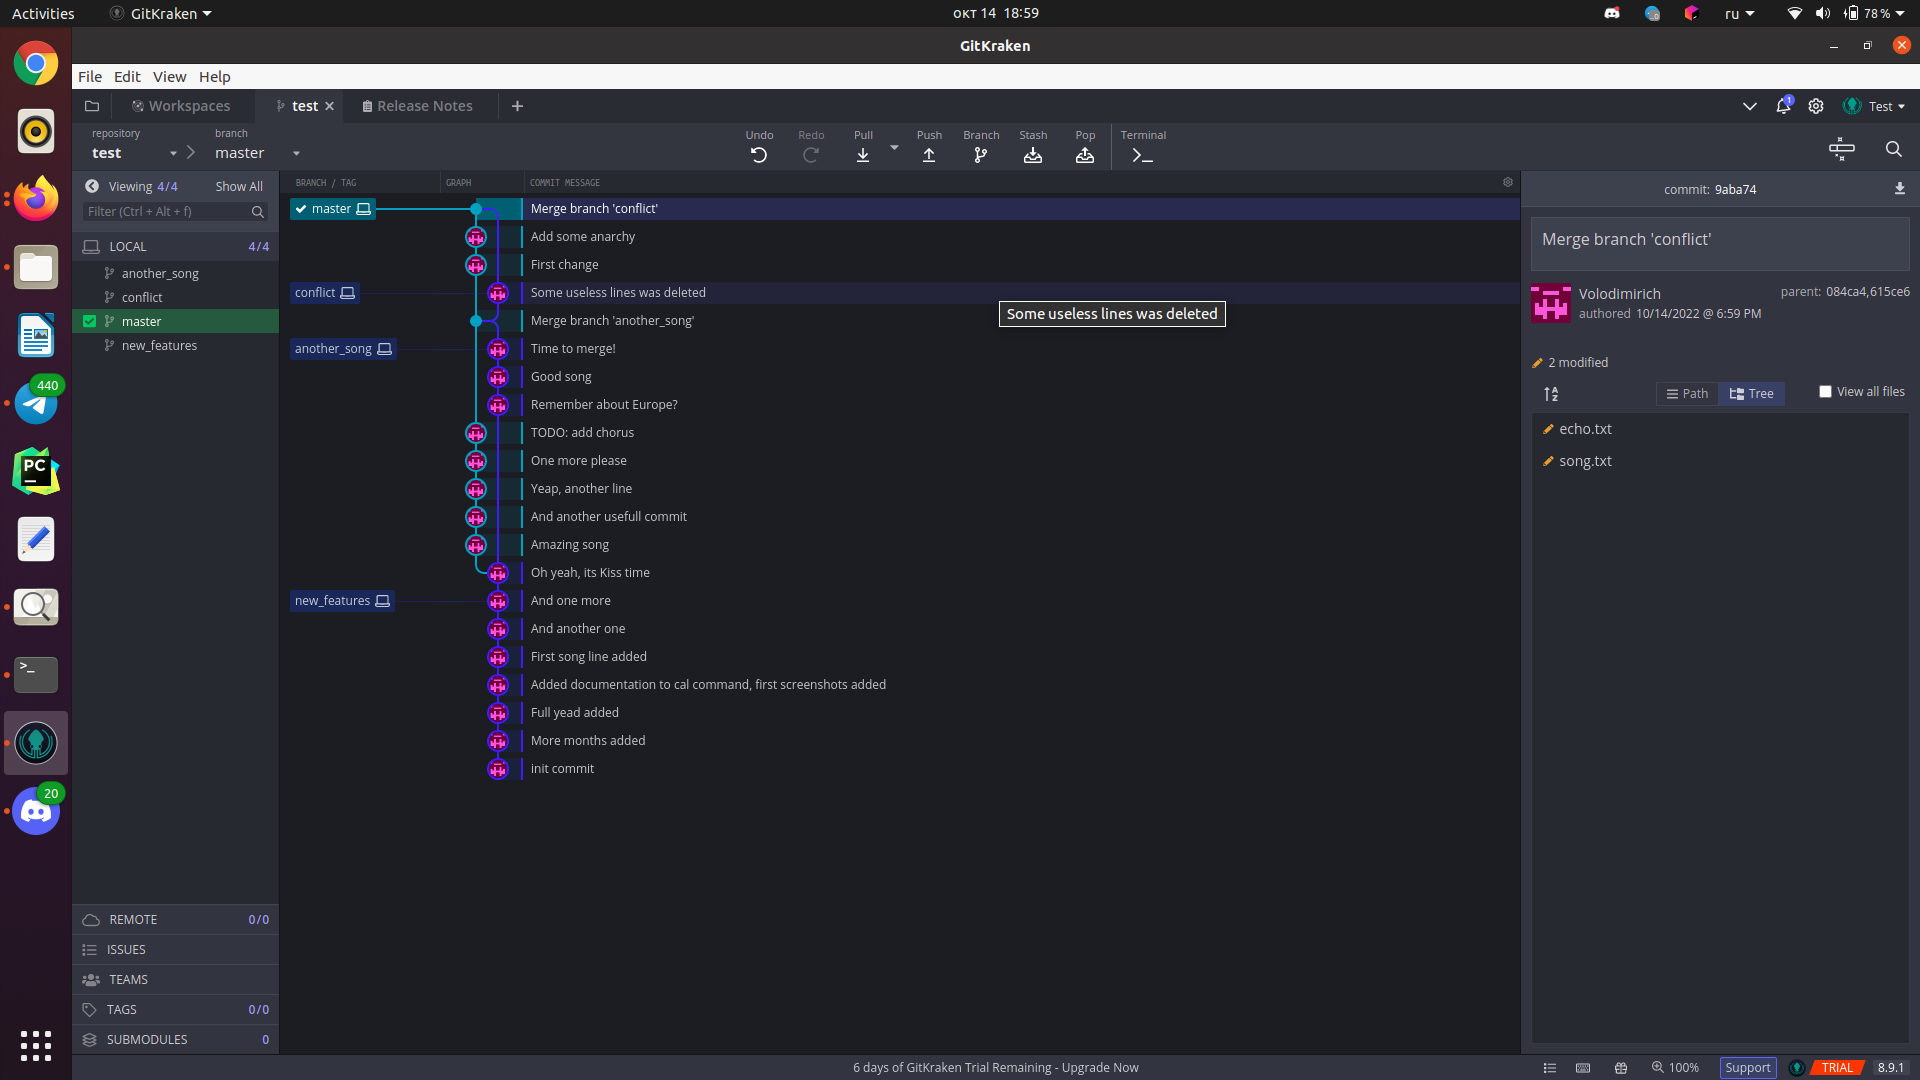 Activities GitKraken окт 14 18:59 ru 78 %
GitKraken
File Edit View Help
Workspaces test Release Notes 1 Test
repository branch Undo Redo Pull Push Branch Stash Pop Terminal
test master
Viewing 4/4 Show All BRANCH / TAG GRAPH COMMIT MESSAGE commit: 9aba74
Filter (Ctrl + Alt + f)
LOCAL 4/4
another_song
conflict
master
new_features
master Merge branch 'conflict'
Add some anarchy
First change
conflict Some useless lines was deleted
Some useless lines was deleted
Merge branch 'another_song'
another_song Time to merge!
Good song
Remember about Europe?
TODO: add chorus
One more please
Yeap, another line
And another usefull commit
Amazing song
Oh yeah, its Kiss time
new_features And one more
And another one
First song line added
Added documentation to cal command, first screenshots added
Full yead added
More months added
init commit
Merge branch 'conflict'
Volodimirich parent: 084ca4,615ce6
authored 10/14/2022 @ 6:59 PM
2 modified
A Z Path Tree View all files
echo.txt
song.txt
440
PC
>_
20
REMOTE 0/0
ISSUES
TEAMS
TAGS 0/0
SUBMODULES 0
6 days of GitKraken Trial Remaining - Upgrade Now 100% Support TRIAL 8.9.1